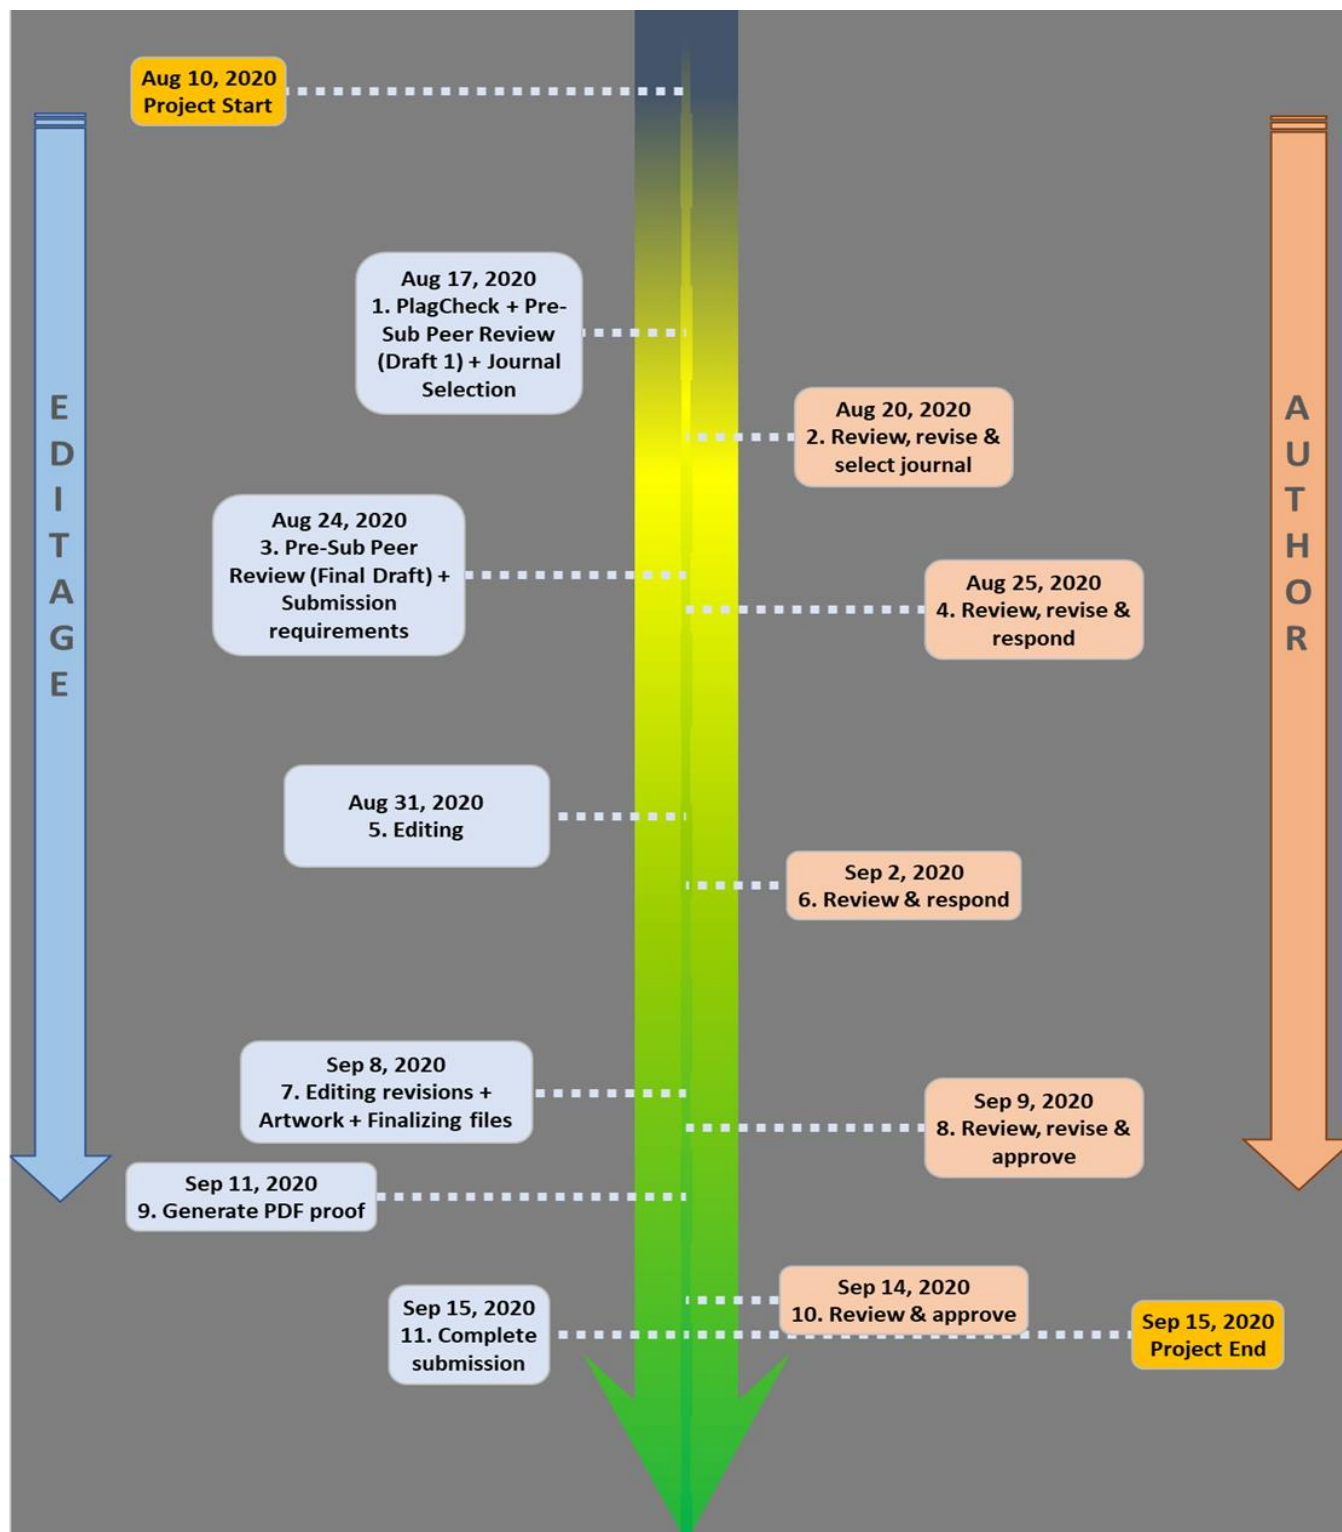 Aug 10, 2020
Project Start
Aug 17, 2020
1. PlagCheck + Pre-
Sub Peer Review
(Draft 1) + Journal
Selection
EDITAGE
AUTHOR
Aug 20, 2020
2. Review, revise &
select journal
Aug 24, 2020
3. Pre-Sub Peer
Review (Final Draft) +
Submission
requirements
Aug 25, 2020
4. Review, revise &
respond
Aug 31, 2020
5. Editing
Sep 2, 2020
6. Review & respond
Sep 8, 2020
7. Editing revisions +
Artwork + Finalizing files
Sep 9, 2020
8. Review, revise &
approve
Sep 11, 2020
9. Generate PDF proof
Sep 14, 2020
10. Review & approve
Sep 15, 2020
11. Complete
submission
Sep 15, 2020
Project End